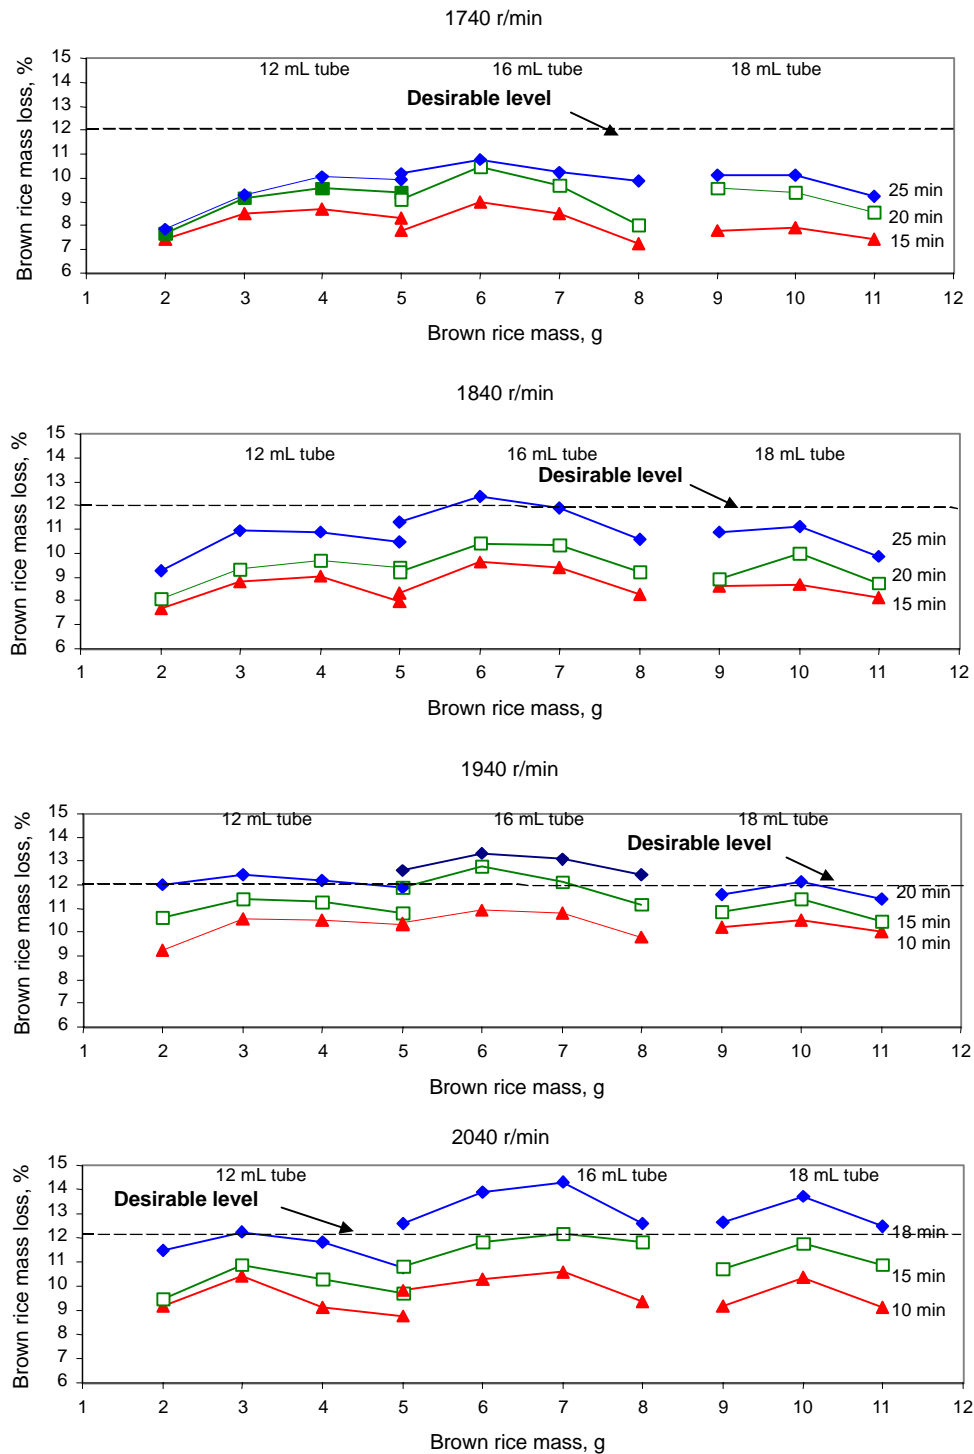 1740 r/min
Brown rice mass loss, %
15
14
13
12
11
10
9
8
7
6
12 mL tube
16 mL tube
18 mL tube
Desirable level
25 min
20 min
15 min
1 2 3 4 5 6 7 8 9 10 11 12
Brown rice mass, g
1840 r/min
Brown rice mass loss, %
15
14
13
12
11
10
9
8
7
6
12 mL tube
16 mL tube
18 mL tube
Desirable level
25 min
20 min
15 min
1 2 3 4 5 6 7 8 9 10 11 12
Brown rice mass, g
1940 r/min
Brown rice mass loss, %
15
14
13
12
11
10
9
8
7
6
12 mL tube
16 mL tube
18 mL tube
Desirable level
20 min
15 min
10 min
1 2 3 4 5 6 7 8 9 10 11 12
Brown rice mass, g
2040 r/min
Brown rice mass loss, %
15
14
13
12
11
10
9
8
7
6
12 mL tube
16 mL tube
18 mL tube
Desirable level
18 min
15 min
10 min
1 2 3 4 5 6 7 8 9 10 11 12
Brown rice mass, g